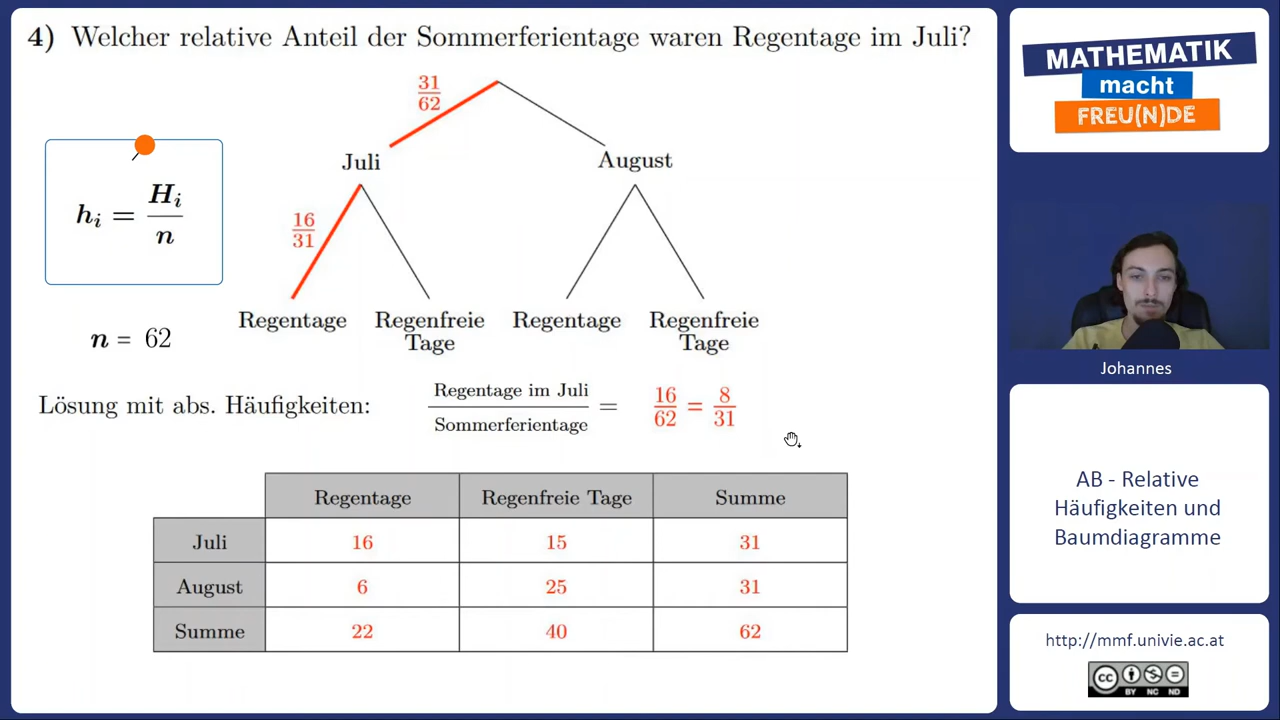 4) Welcher relative Anteil der Sommerferientage waren Regentage im Juli?
31
62
Juli
August
h_i = H_i
n
16
31
Regentage
Regenfreie
Tage
Regentage
Regenfreie
Tage
n = 62
Lösung mit abs. Häufigkeiten:
Regentage im Juli
Sommerferientage
=
16
62
=
8
31
Regentage Regenfreie Tage Summe
Juli 16 15 31
August 6 25 31
Summe 22 40 62
MATHEMATIK
macht
FREU(N)DE
Johannes
AB - Relative
Häufigkeiten und
Baumdiagramme
http://mmf.univie.ac.at
cc
BY NC ND